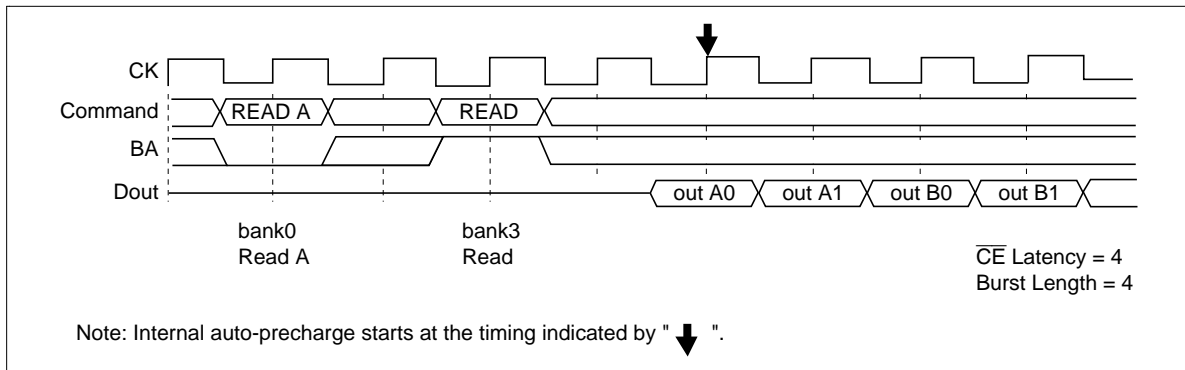 CK
Command READ A READ
BA
Dout out A0 out A1 out B0 out B1
bank0 bank3
Read A Read
CE Latency = 4
Burst Length = 4
Note: Internal auto-precharge starts at the timing indicated by " ".